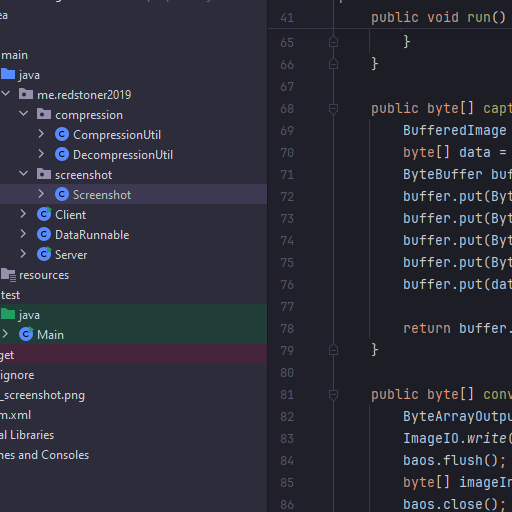 main
java
me.redstoner2019
compression
CompressionUtil
DecompressionUtil
screenshot
Screenshot
Client
DataRunnable
Server
resources
test
java
Main
get
ignore
_screenshot.png
m.xml
al Libraries
nes and Consoles
41 public void run()
65 }
66 }
67
68 public byte[] capt
69 BufferedImage
70 byte[] data =
71 ByteBuffer buf
72 buffer.put(Byt
73 buffer.put(Byt
74 buffer.put(Byt
75 buffer.put(Byt
76 buffer.put(dat
77
78 return buffer.
79 }
80
81 public byte[] conv
82 ByteArrayOutpu
83 ImageIO.write(
84 baos.flush();
85 byte[] imageIn
86 baos.close();